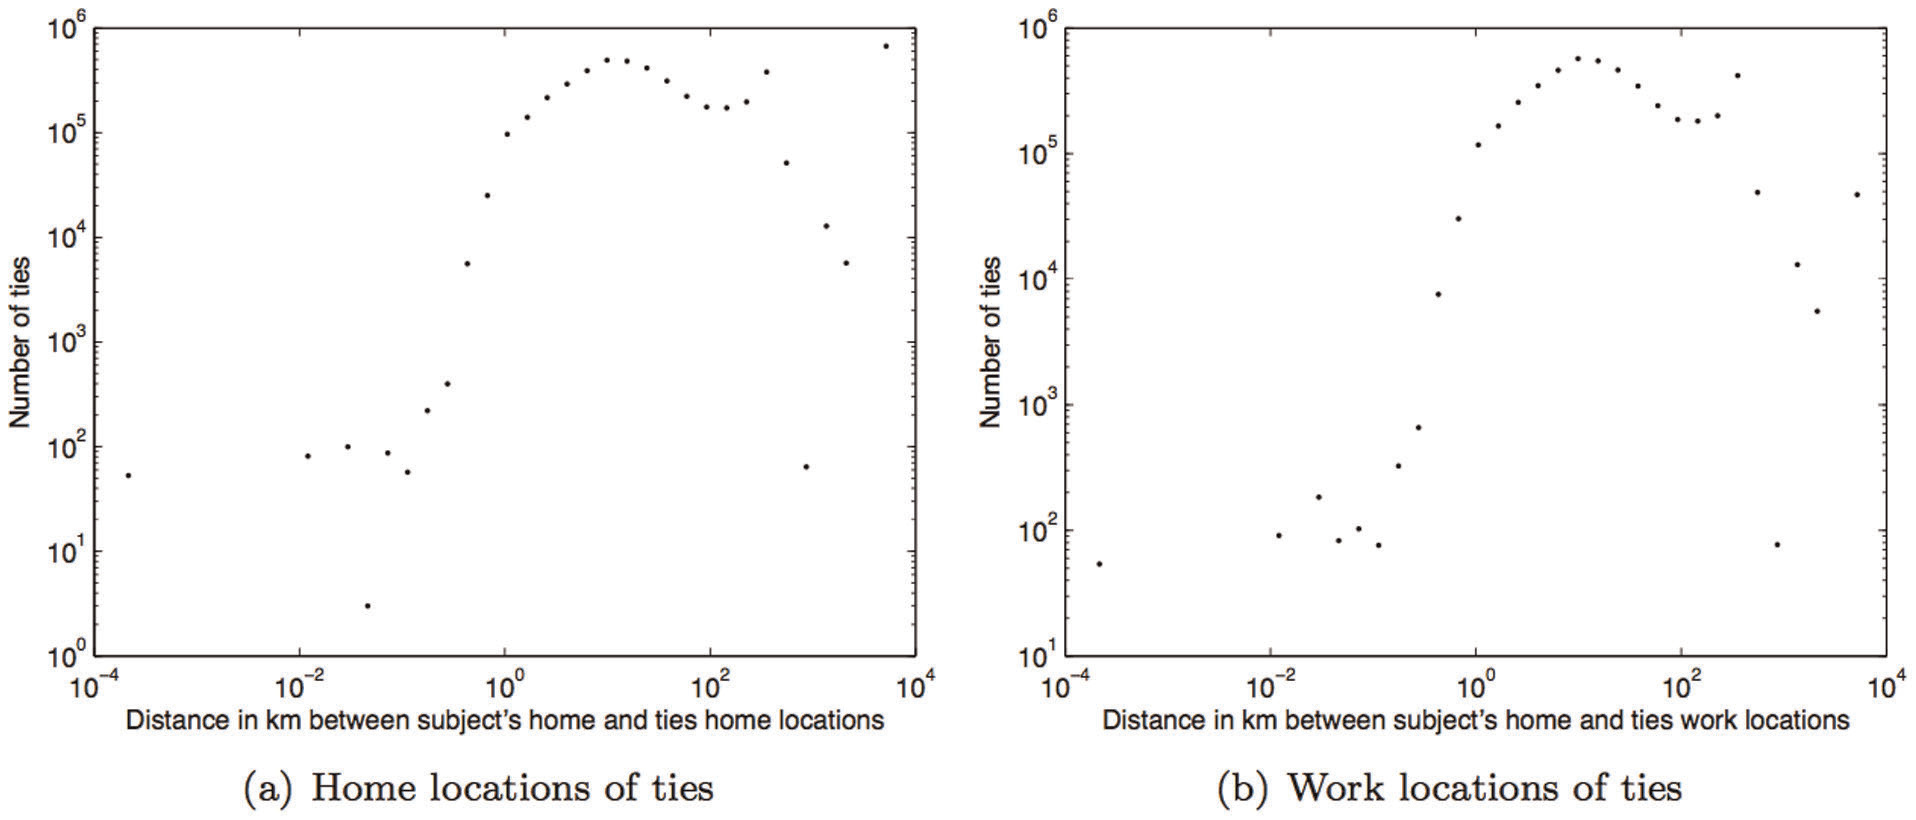 10^6
10^5
10^4
10^3
10^2
10^1
10^0
Number of ties
10^−4 10^−2 10^0 10^2 10^4
Distance in km between subject's home and ties home locations
(a) Home locations of ties
10^6
10^5
10^4
10^3
10^2
10^1
Number of ties
10^−4 10^−2 10^0 10^2 10^4
Distance in km between subject's home and ties work locations
(b) Work locations of ties